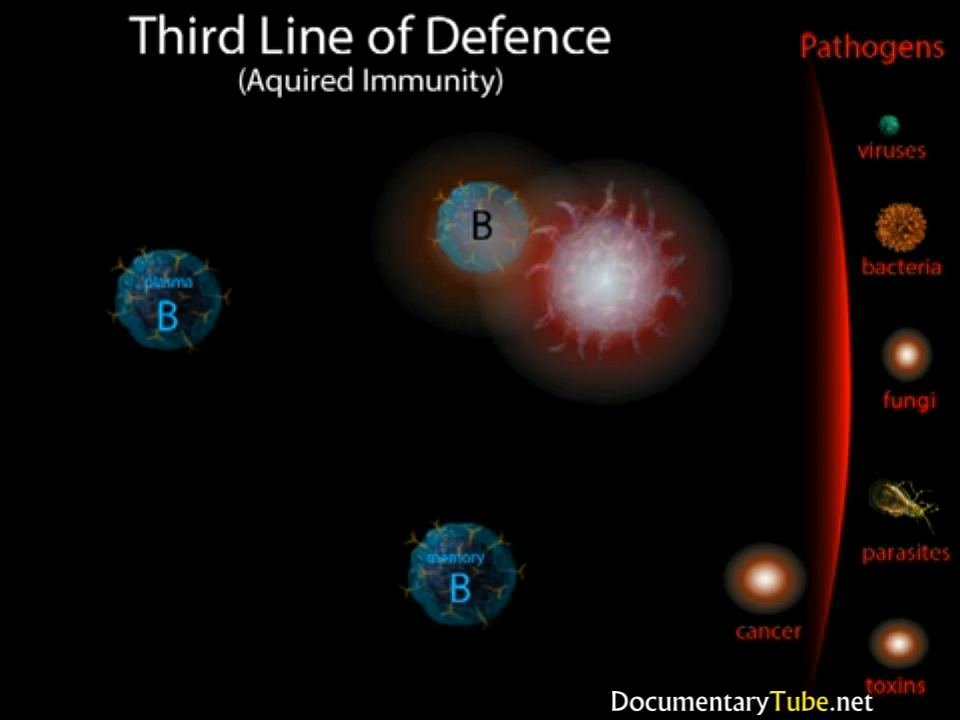 Third Line of Defence
(Aquired Immunity)
Pathogens
viruses
B
bacteria
plasma
B
fungi
memory
B
parasites
cancer
toxins
DocumentaryTube.net